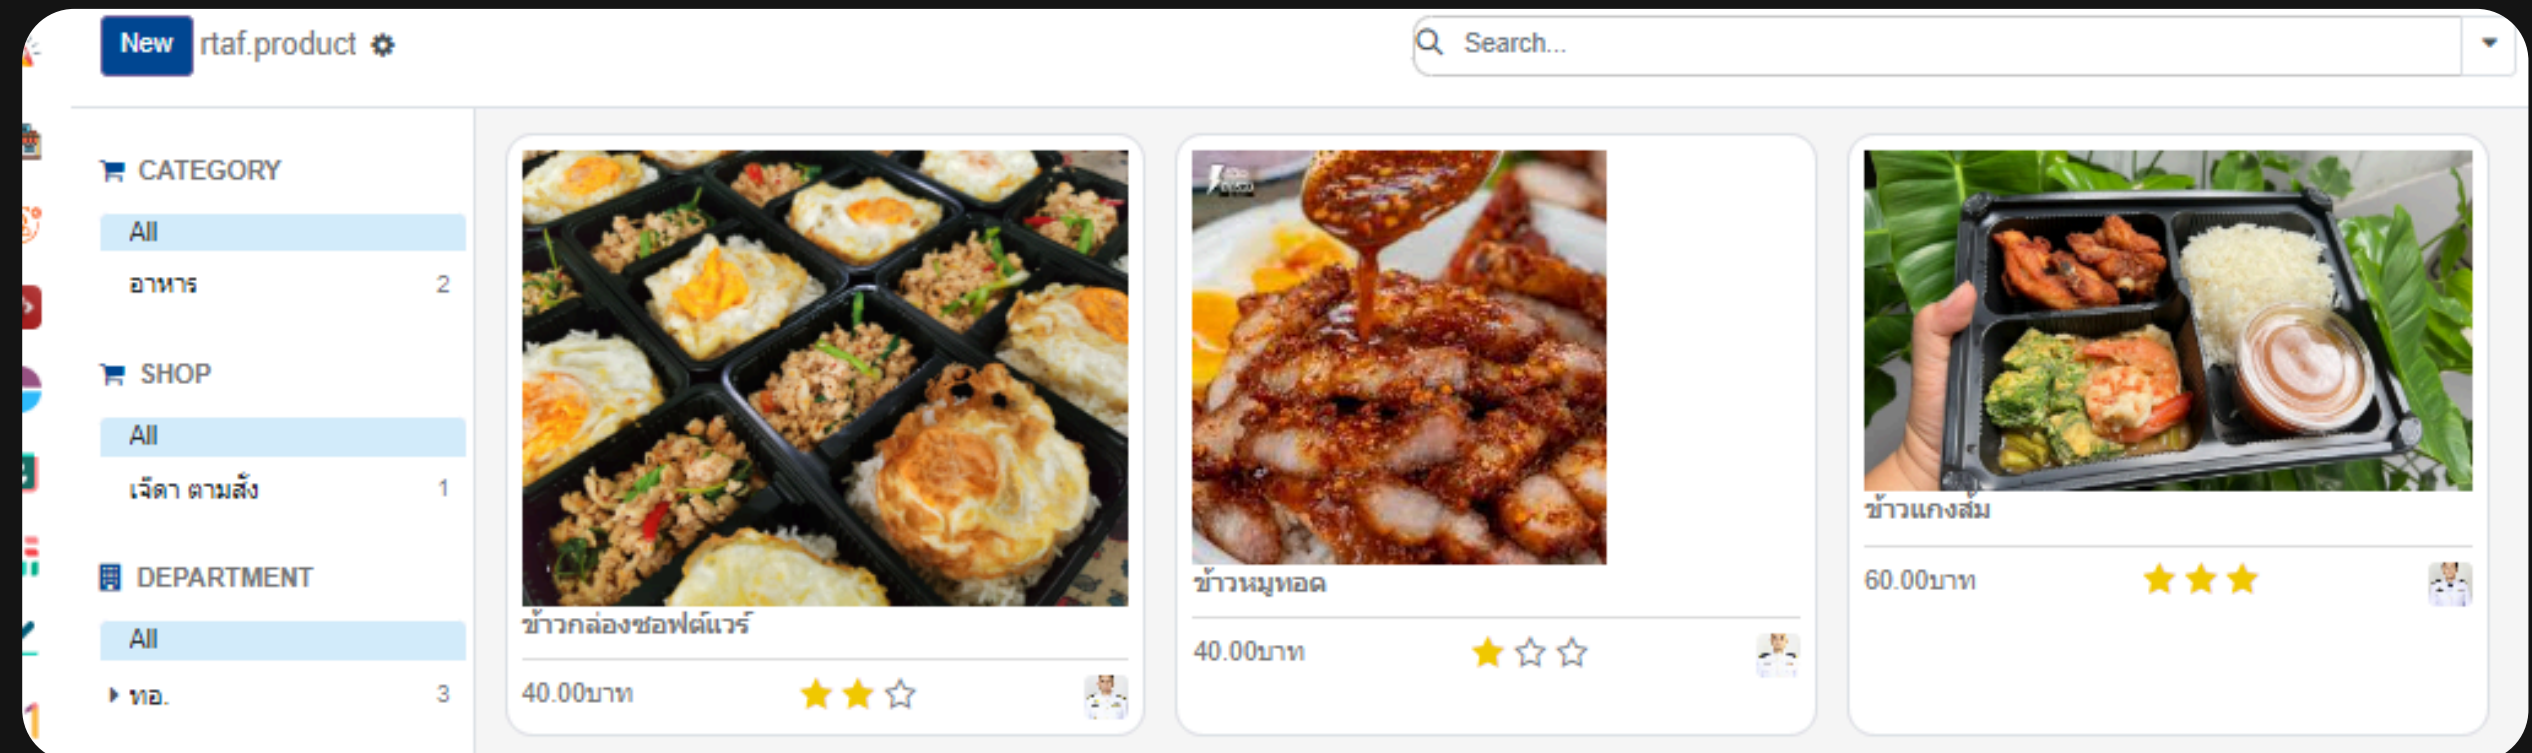 New rtaf.product
Search...
CATEGORY
All
อาหาร 2
SHOP
All
เจ๊ดา ตามสั่ง 1
DEPARTMENT
All
ทอ. 3
ข้าวกล่องซอฟต์แวร์
40.00บาท
ข้าวหมูทอด
40.00บาท
ข้าวแกงส้ม
60.00บาท